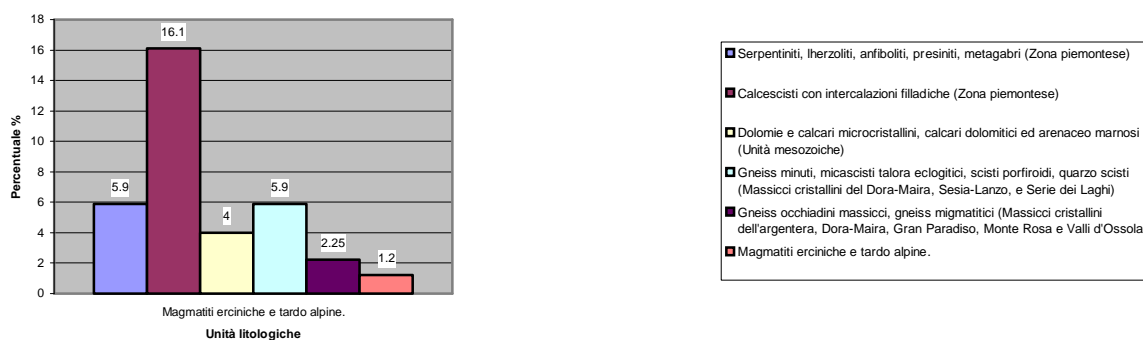 18
16
14
12
10
8
6
4
2
0
Percentuale %
5.9
16.1
4
5.9
2.25
1.2
Magmatiti erciniche e tardo alpine.
Unità litologiche
Serpentiniti, lherzoliti, anfiboliti, presiniti, metagabri (Zona piemontese)
Calcescisti con intercalazioni filladiche (Zona piemontese)
Dolomie e calcari microcristallini, calcari dolomitici ed arenaceo marnosi
(Unità mesozoiche)
Gneiss minuti, micascisti talora eclogitici, scisti porfiroidi, quarzo scisti
(Massicci cristallini del Dora-Maira, Sesia-Lanzo, e Serie dei Laghi)
Gneiss occhiadini massicci, gneiss migmatitici (Massicci cristallini
dell'argentera, Dora-Maira, Gran Paradiso, Monte Rosa e Valli d'Ossola
Magmatiti erciniche e tardo alpine.